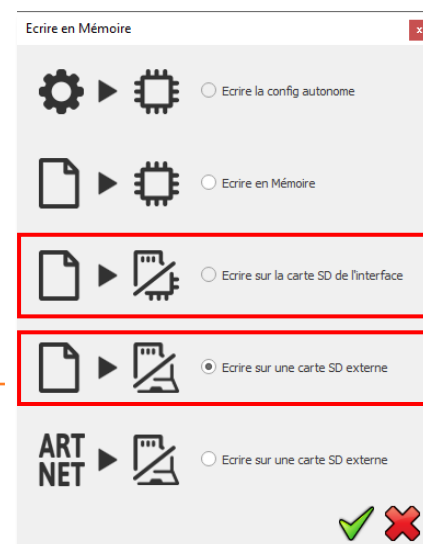 Ecrire en Mémoire
x
Ecrire la config autonome
Ecrire en Mémoire
Ecrire sur la carte SD de l'interface
Ecrire sur une carte SD externe
ART
NET
Ecrire sur une carte SD externe